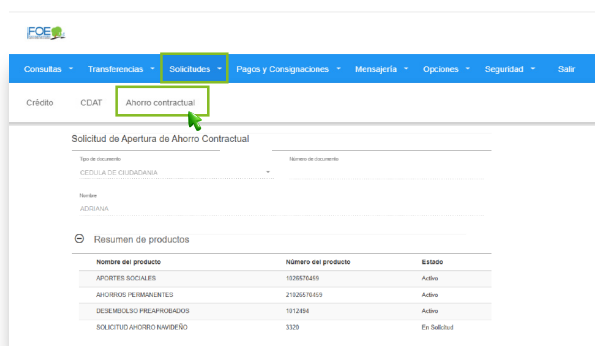 FOE
Consultas Transferencias Solicitudes Pagos y Consignaciones Mensajería Opciones Seguridad Salir
Crédito CDAT Ahorro contractual
Solicitud de Apertura de Ahorro Contractual
Tipo de documento Número de documento
CEDULA DE CIUDADANIA
Nombre
ADRIANA
Resumen de productos
Nombre del producto Número del producto Estado
APORTES SOCIALES 1026570459 Activo
AHORROS PERMANENTES 21026570459 Activo
DESEMBOLSO PREAPROBADOS 1012494 Activo
SOLICITUD AHORRO NAVIDEÑO 3320 En Solicitud